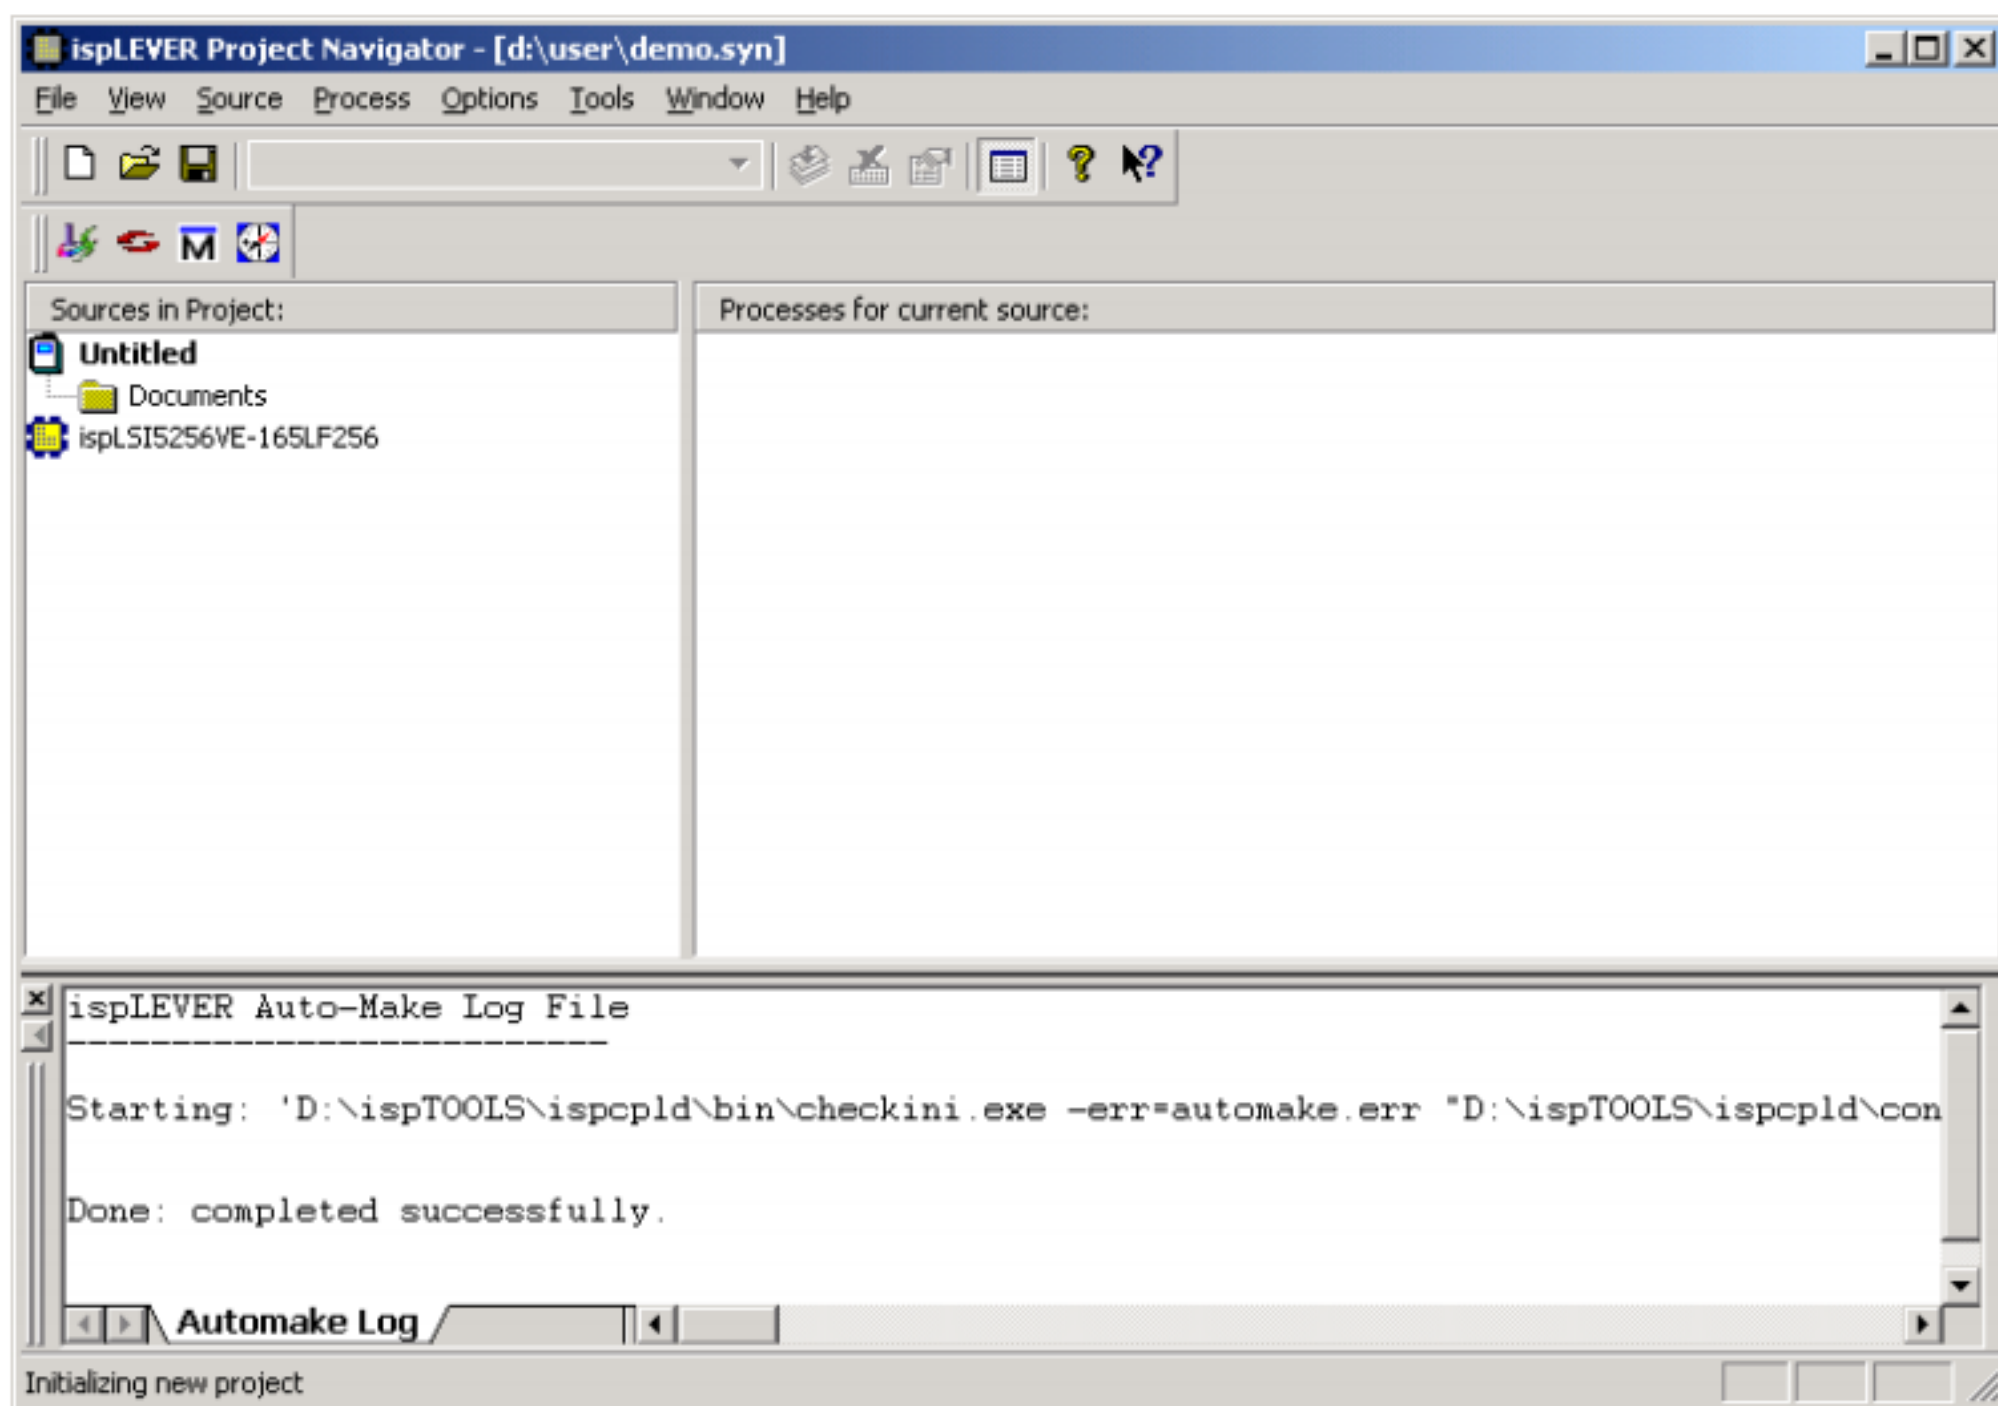 ispLEVER Project Navigator - [d:\user\demo.syn]
File View Source Process Options Tools Window Help
Sources in Project:
Processes for current source:
Untitled
Documents
ispLSI5256VE-165LF256
ispLEVER Auto-Make Log File
---------------------------
Starting: 'D:\ispTOOLS\ispcpld\bin\checkini.exe -err=automake.err "D:\ispTOOLS\ispcpld\con
Done: completed successfully.
Automake Log
Initializing new project